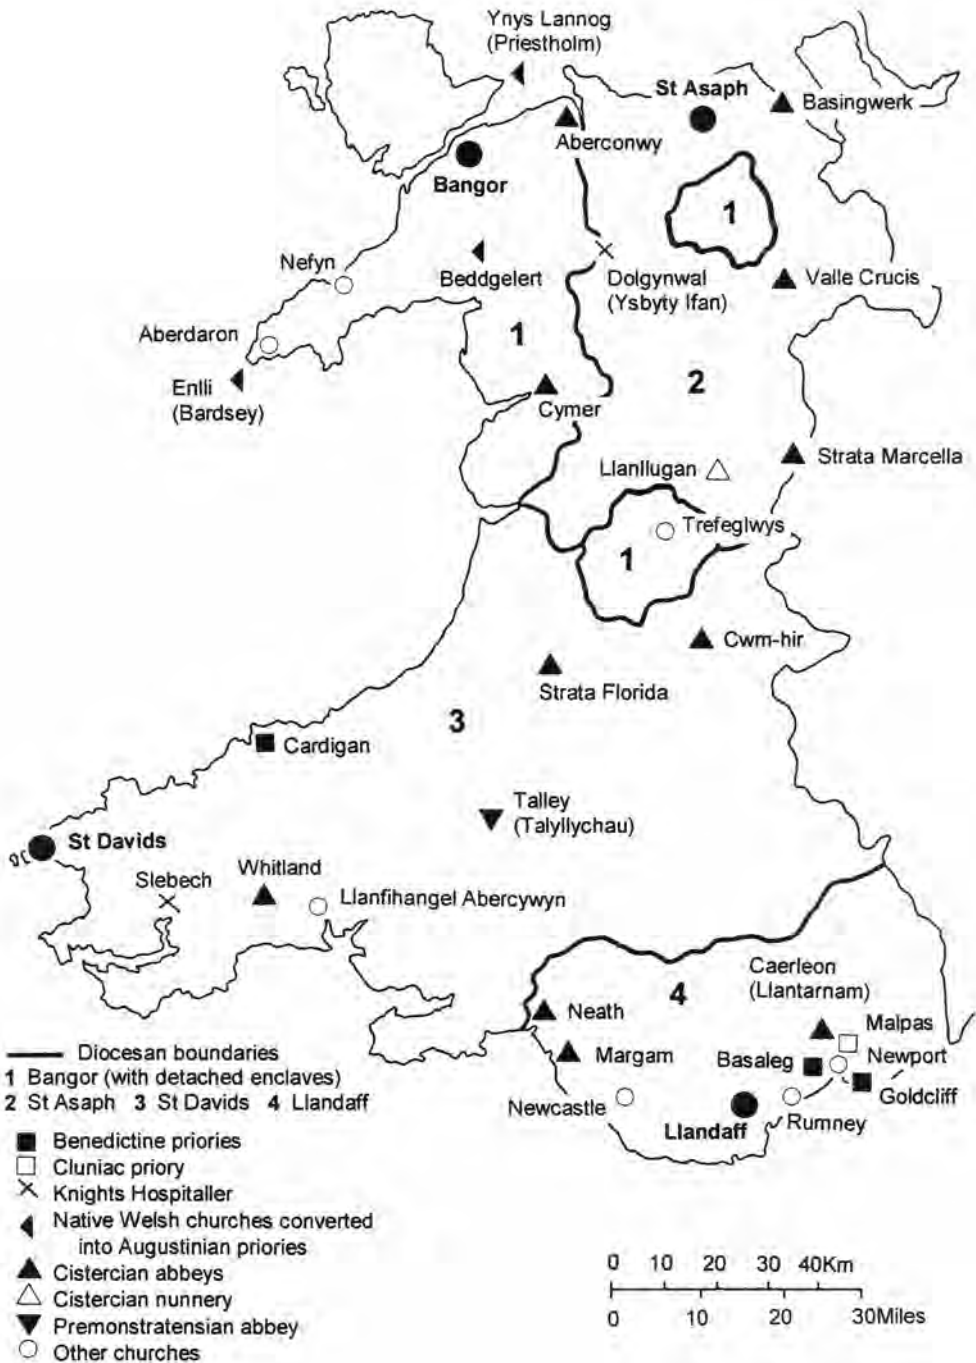 Ynys Lannog
(Priestholm)
St Asaph
Basingwerk
Aberconwy
Bangor
1
Nefyn
Beddgelert
Dolgynwal
(Ysbyty Ifan)
Valle Crucis
Aberdaron
1
2
Enlli
(Bardsey)
Cymer
Llanllugan
Strata Marcella
Trefeglwys
1
Cwm-hir
Strata Florida
3
Cardigan
Talley
(Talyllychau)
St Davids
Slebech
Whitland
Llanfihangel Abercywyn
Caerleon
(Llantarnam)
4
Neath
Malpas
Margam
Basaleg
Newport
Goldcliff
Newcastle
Llandaff
Rumney
Diocesan boundaries
1 Bangor (with detached enclaves)
2 St Asaph 3 St Davids 4 Llandaff
Benedictine priories
Cluniac priory
Knights Hospitaller
Native Welsh churches converted
into Augustinian priories
Cistercian abbeys
Cistercian nunnery
Premonstratensian abbey
Other churches
0 10 20 30 40Km
0 10 20 30Miles